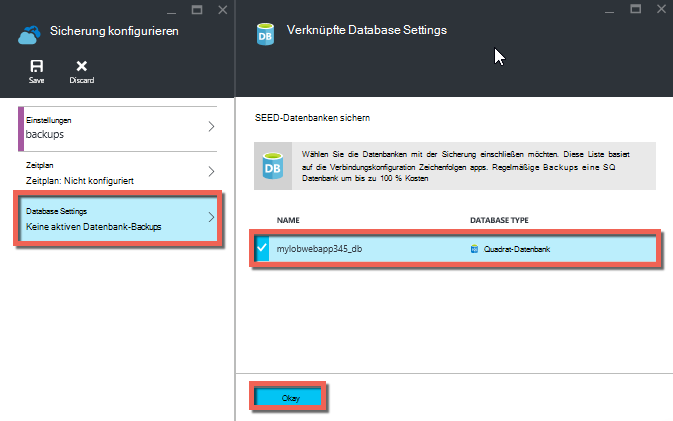 Sicherung konfigurieren
Save
Discard
Einstellungen
backups
Zeitplan
Zeitplan: Nicht konfiguriert
Database Settings
Keine aktiven Datenbank-Backups
DB
Verknüpfte Database Settings
SEED-Datenbanken sichern
DB
Wählen Sie die Datenbanken mit der Sicherung einschließen möchten. Diese Liste basiert
auf die Verbindungskonfiguration Zeichenfolgen apps. Regelmäßige Backups eine SQ
Datenbank um bis zu 100 % Kosten
NAME
DATABASE TYPE
mylobwebapp345_db
Quadrat-Datenbank
Okay